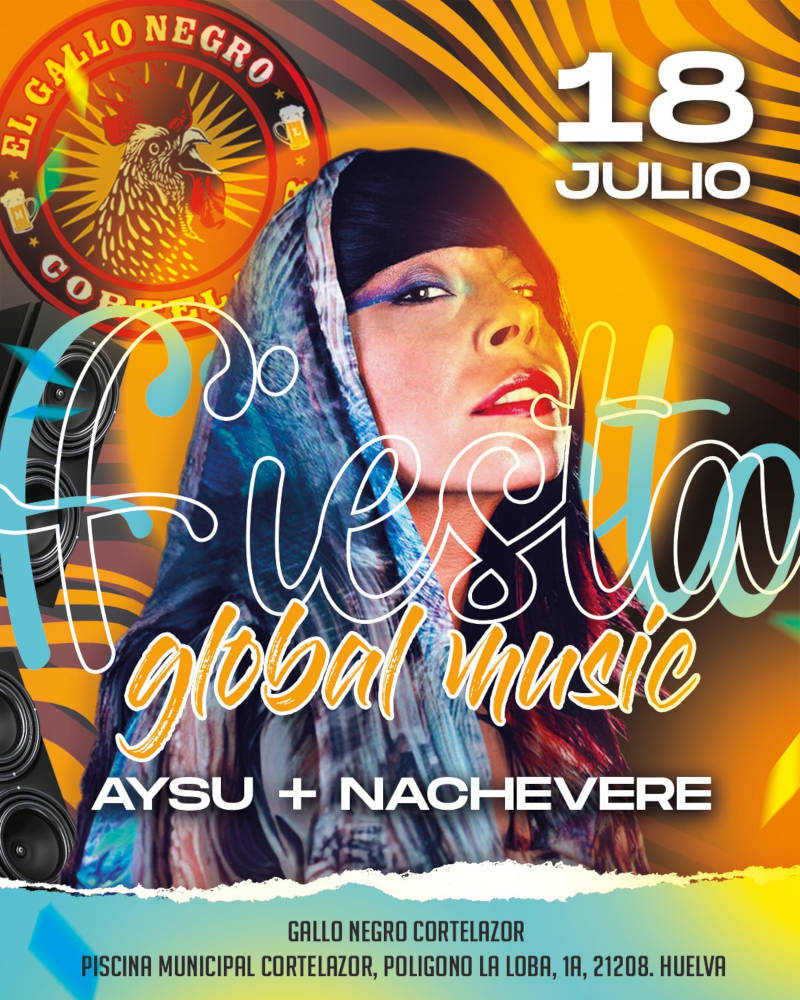 EL GALLO NEGRO
CORTEL
18
JULIO
Fiesta
global music
AYSU + NACHEVERE
GALLO NEGRO CORTELAZOR
PISCINA MUNICIPAL CORTELAZOR, POLIGONO LA LOBA, 1A, 21208. HUELVA